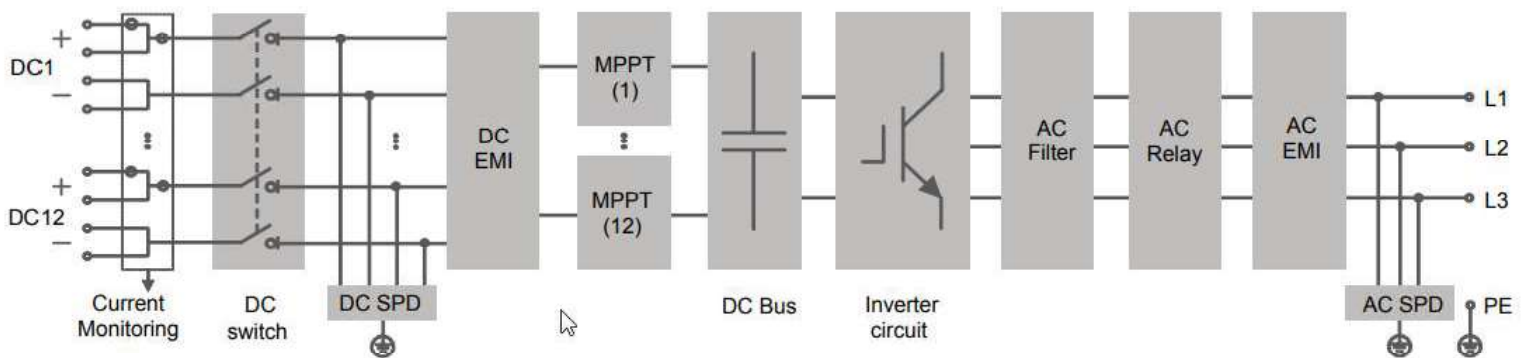 +
DC1
−
+
DC12
−
Current
Monitoring
DC
switch
DC SPD
DC
EMI
MPPT
(1)
MPPT
(12)
DC Bus
Inverter
circuit
AC
Filter
AC
Relay
AC
EMI
AC SPD
L1
L2
L3
PE